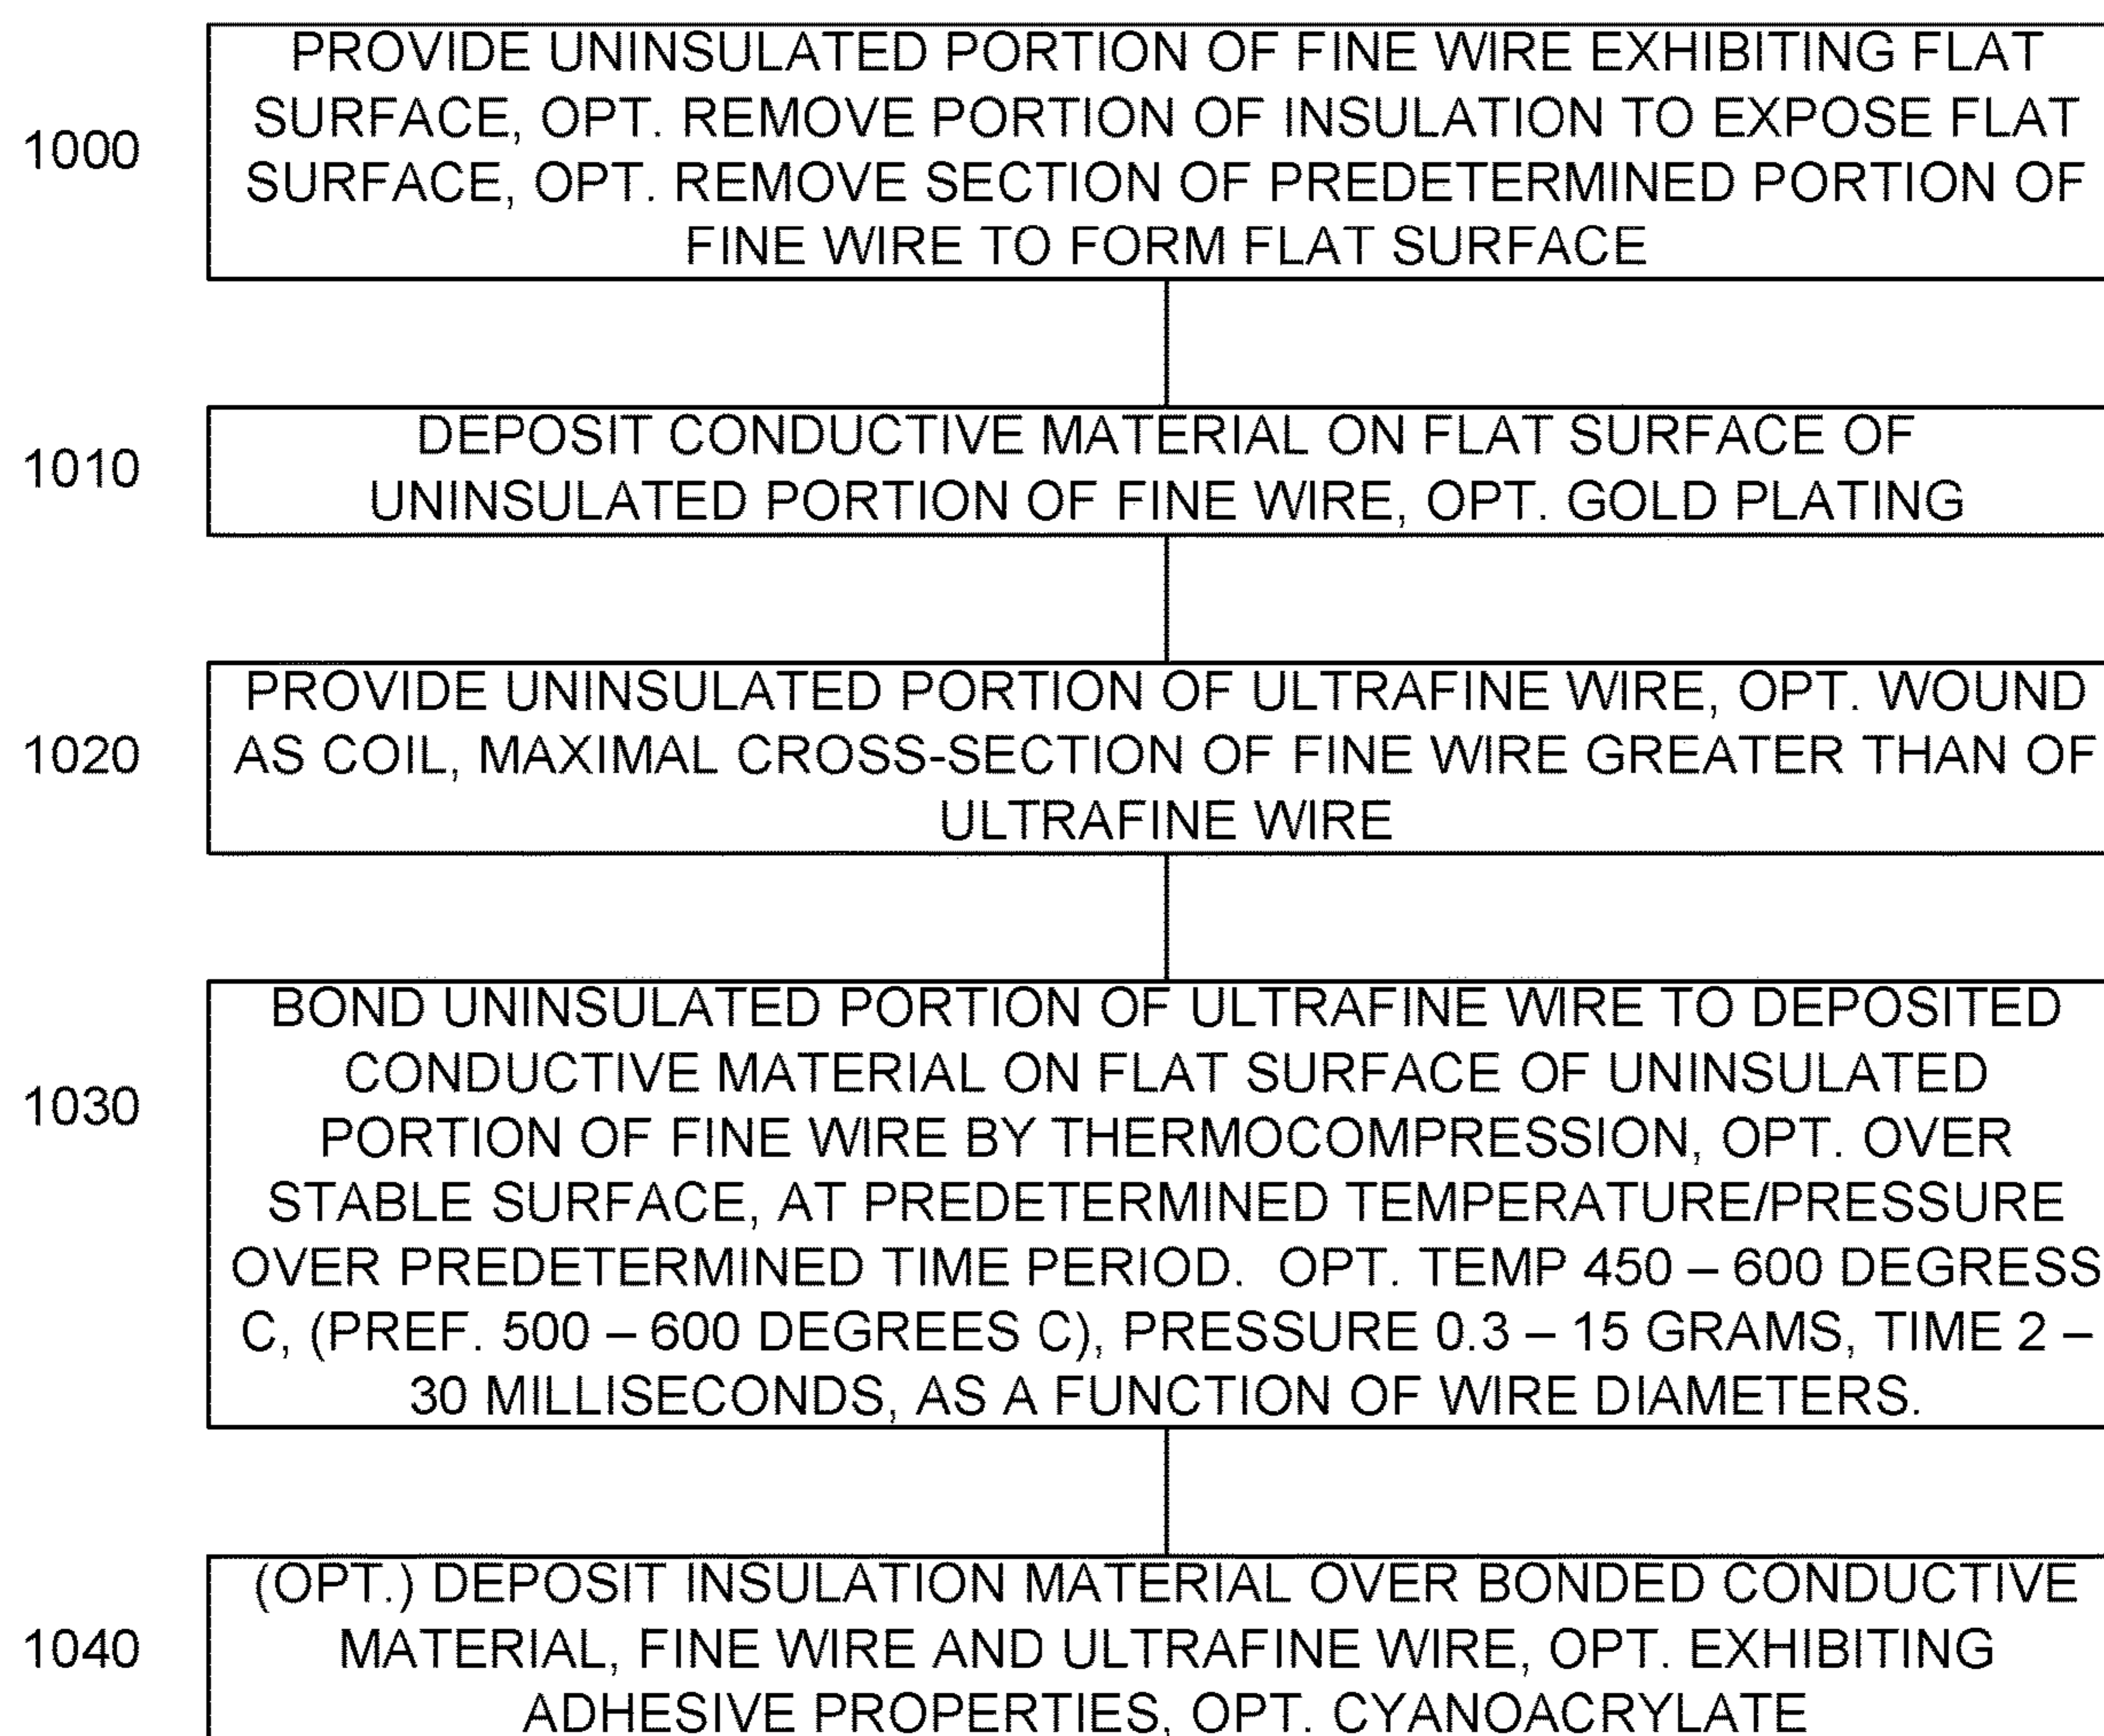 PROVIDE UNINSULATED PORTION OF FINE WIRE EXHIBITING FLAT
SURFACE, OPT. REMOVE PORTION OF INSULATION TO EXPOSE FLAT
1000
SURFACE, OPT. REMOVE SECTION OF PREDETERMINED PORTION OF
FINE WIRE TO FORM FLAT SURFACE
DEPOSIT CONDUCTIVE MATERIAL ON FLAT SURFACE OF
1010
UNINSULATED PORTION OF FINE WIRE, OPT. GOLD PLATING
PROVIDE UNINSULATED PORTION OF ULTRAFINE WIRE, OPT. WOUND
1020
AS COIL, MAXIMAL CROSS-SECTION OF FINE WIRE GREATER THAN OF
ULTRAFINE WIRE
BOND UNINSULATED PORTION OF ULTRAFINE WIRE TO DEPOSITED
CONDUCTIVE MATERIAL ON FLAT SURFACE OF UNINSULATED
1030
PORTION OF FINE WIRE BY THERMOCOMPRESSION, OPT. OVER
STABLE SURFACE, AT PREDETERMINED TEMPERATURE/PRESSURE
OVER PREDETERMINED TIME PERIOD. OPT. TEMP 450 – 600 DEGRESS
C, (PREF. 500 – 600 DEGREES C), PRESSURE 0.3 – 15 GRAMS, TIME 2 –
30 MILLISECONDS, AS A FUNCTION OF WIRE DIAMETERS.
(OPT.) DEPOSIT INSULATION MATERIAL OVER BONDED CONDUCTIVE
1040
MATERIAL, FINE WIRE AND ULTRAFINE WIRE, OPT. EXHIBITING
ADHESIVE PROPERTIES, OPT. CYANOACRYLATE